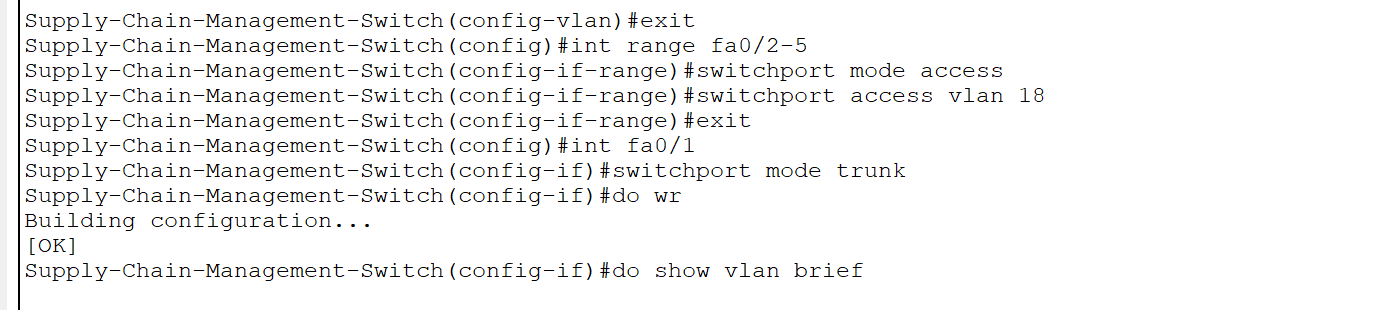 Supply-Chain-Management-Switch(config-vlan)#exit
Supply-Chain-Management-Switch(config)#int range fa0/2-5
Supply-Chain-Management-Switch(config-if-range)#switchport mode access
Supply-Chain-Management-Switch(config-if-range)#switchport access vlan 18
Supply-Chain-Management-Switch(config-if-range)#exit
Supply-Chain-Management-Switch(config)#int fa0/1
Supply-Chain-Management-Switch(config-if)#switchport mode trunk
Supply-Chain-Management-Switch(config-if)#do wr
Building configuration...
[OK]
Supply-Chain-Management-Switch(config-if)#do show vlan brief